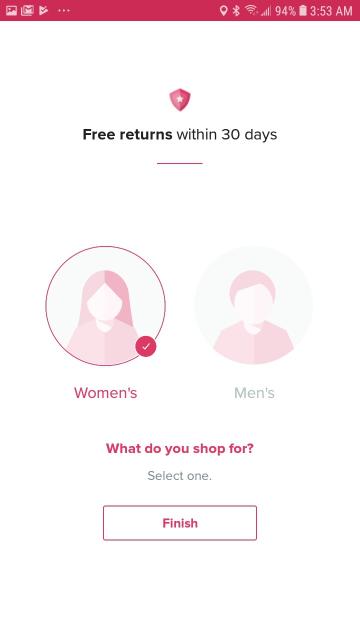 94% 3:53 AM
Free returns within 30 days
Women's
Men's
What do you shop for?
Select one.
Finish